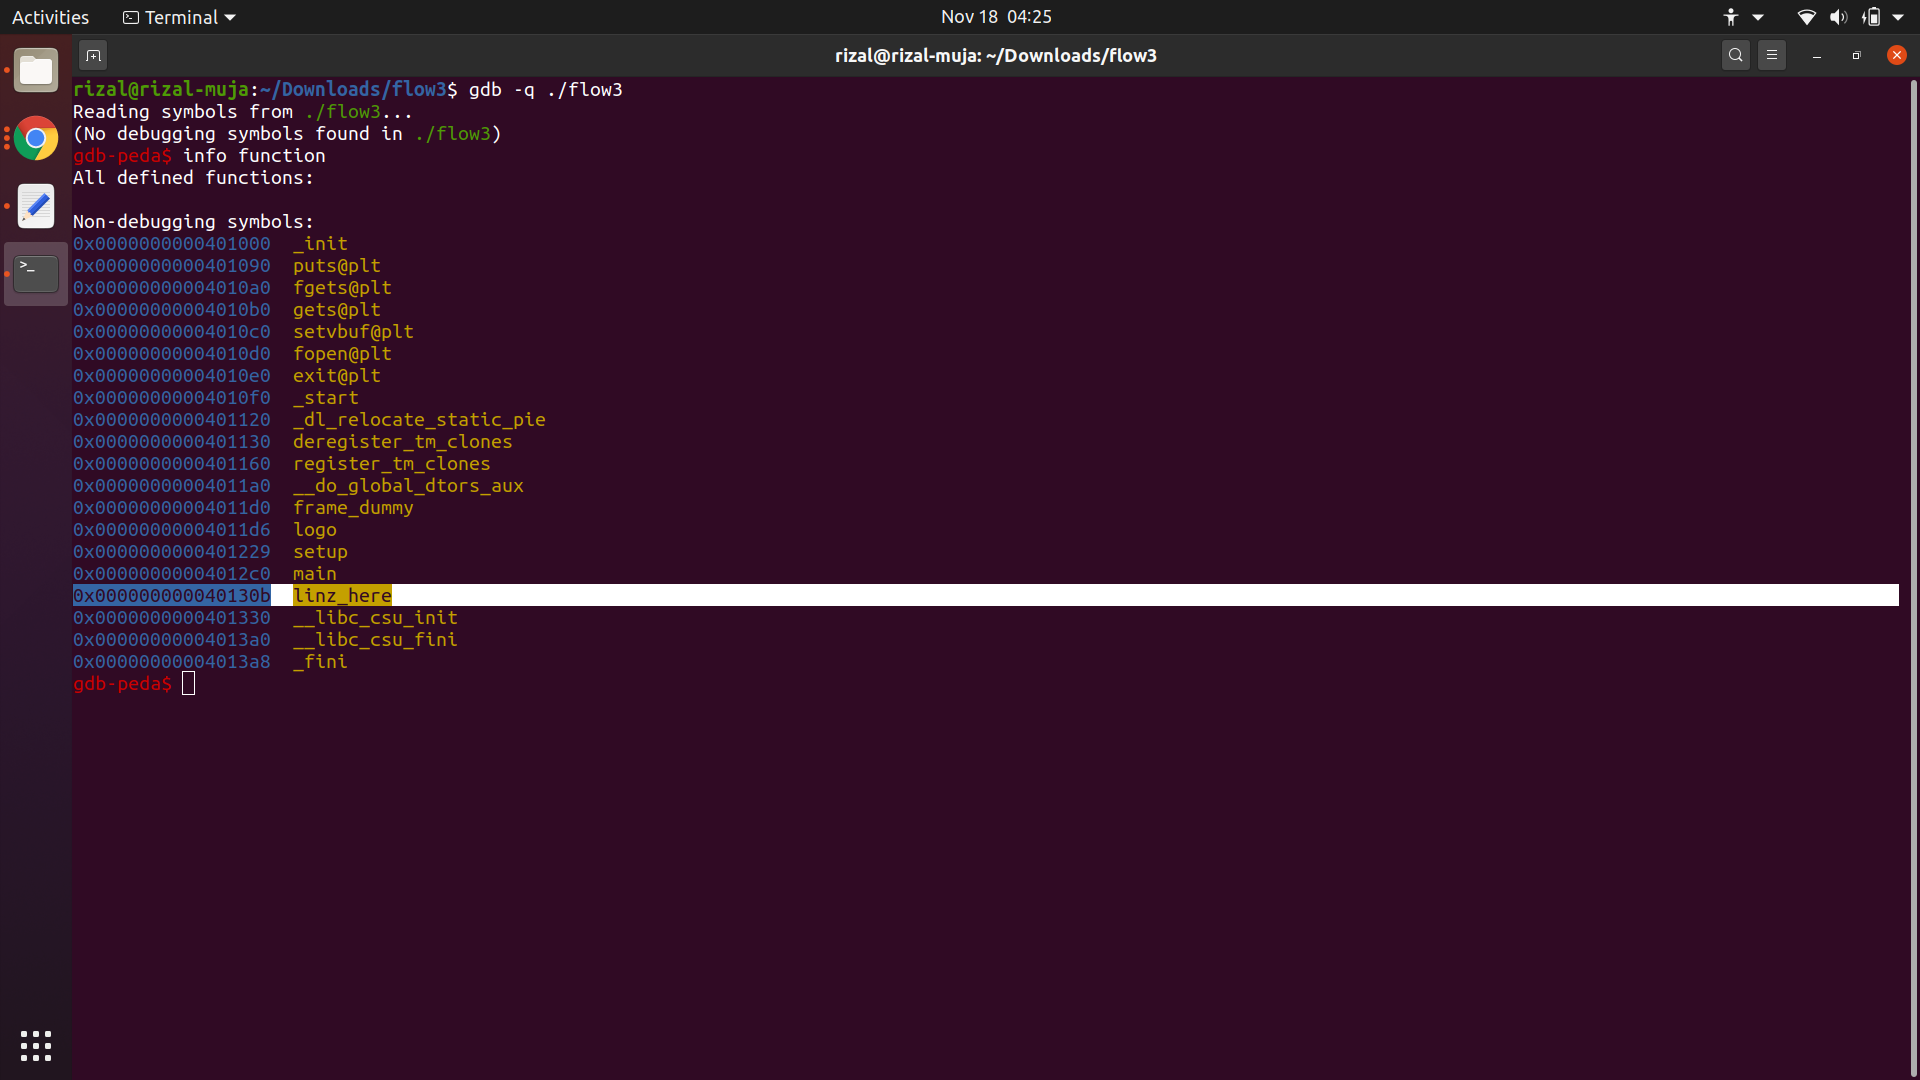 Activities Terminal Nov 18 04:25
rizal@rizal-muja: ~/Downloads/flow3
rizal@rizal-muja:~/Downloads/flow3$ gdb -q ./flow3
Reading symbols from ./flow3...
(No debugging symbols found in ./flow3)
gdb-peda$ info function
All defined functions:

Non-debugging symbols:
0x0000000000401000  _init
0x0000000000401090  puts@plt
0x00000000004010a0  fgets@plt
0x00000000004010b0  gets@plt
0x00000000004010c0  setvbuf@plt
0x00000000004010d0  fopen@plt
0x00000000004010e0  exit@plt
0x00000000004010f0  _start
0x0000000000401120  _dl_relocate_static_pie
0x0000000000401130  deregister_tm_clones
0x0000000000401160  register_tm_clones
0x00000000004011a0  __do_global_dtors_aux
0x00000000004011d0  frame_dummy
0x00000000004011d6  logo
0x0000000000401229  setup
0x00000000004012c0  main
0x000000000040130b  linz_here
0x0000000000401330  __libc_csu_init
0x00000000004013a0  __libc_csu_fini
0x00000000004013a8  _fini
gdb-peda$